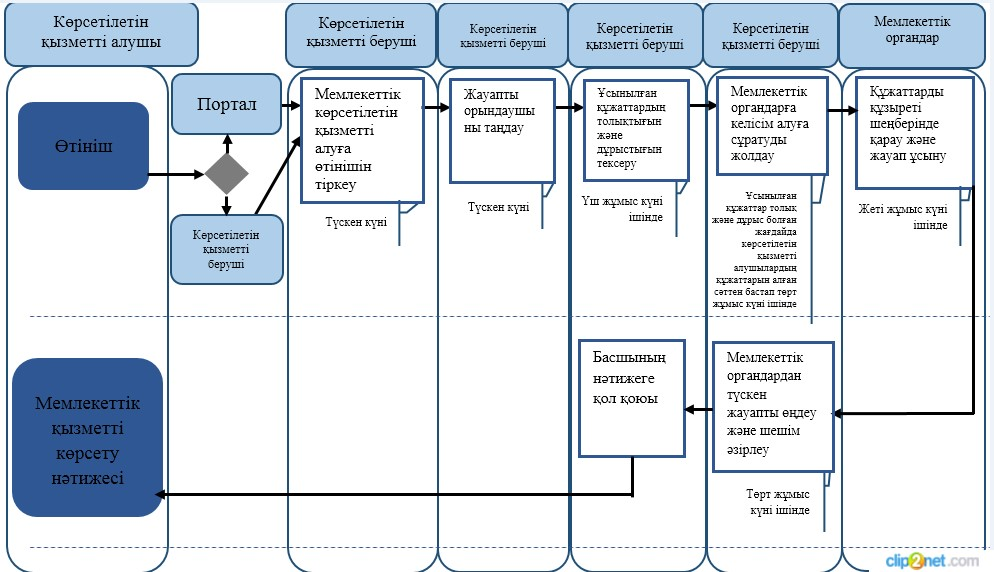 Көрсетілетін
қызметті алушы
Көрсетілетін
қызметті беруші
Көрсетілетін
қызметті беруші
Көрсетілетін
қызметті беруші
Көрсетілетін
қызметті беруші
Мемлекеттік
органдар
Өтініш
Портал
Көрсетілетін
қызметті
беруші
Мемлекеттік
көрсетілетін
қызметті
алуға
өтінішін
тіркеу
Түскен күні
Жауапты
орындаушы
ны таңдау
Түскен күні
Ұсынылған
құжаттардын
толықтығын
және
дұрыстығын
тексеру
Үш жұмыс күні
ішінде
Мемлекеттік
органдарға
келісім алуға
сұратуды
жолдау
Ұсынылған
құжаттар толық
және дұрыс болған
жағдайда
көрсетілетін
қызметті
алушылардың
құжаттарын алған
сәттен бастап төрт
жұмыс күні ішінде
Құжаттарды
құзыреті
шеңберінде
қарау және
жауап ұсыну
Жеті жұмыс күні
ішінде
Мемлекеттік
қызметті
көрсету
нәтижесі
Басшының
нәтижеге
қол қоюы
Мемлекеттік
органдардан
түскен
жауапты өңдеу
және шешім
әзірлеу
Төрт жұмыс
күні ішінде
clip2net.com